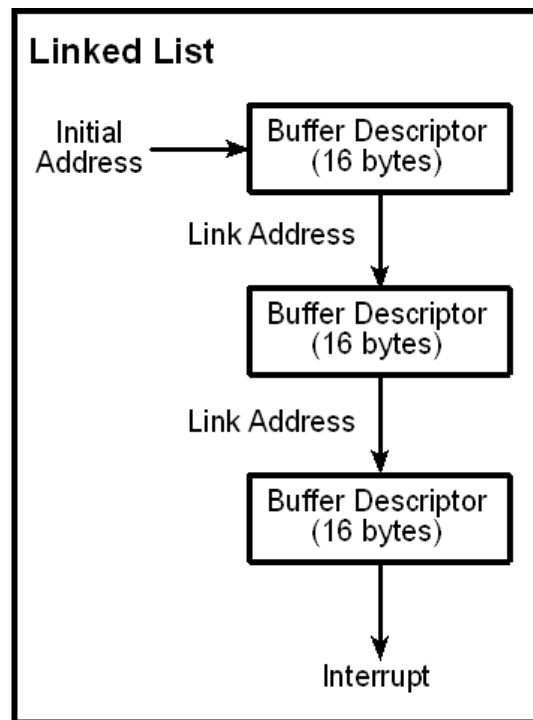 Linked List
Initial
Address
Buffer Descriptor
(16 bytes)
Link Address
Buffer Descriptor
(16 bytes)
Link Address
Buffer Descriptor
(16 bytes)
Interrupt